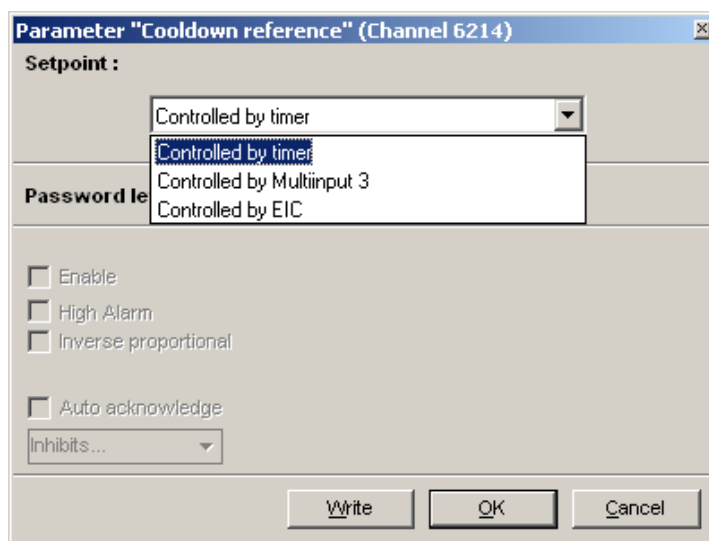 Parameter "Cooldown reference" (Channel 6214)
Setpoint :
Controlled by timer
Controlled by timer
Controlled by Multiinput 3
Password le
Controlled by EIC
Enable
High Alarm
Inverse proportional
Auto acknowledge
Inhibits...
Write OK Cancel